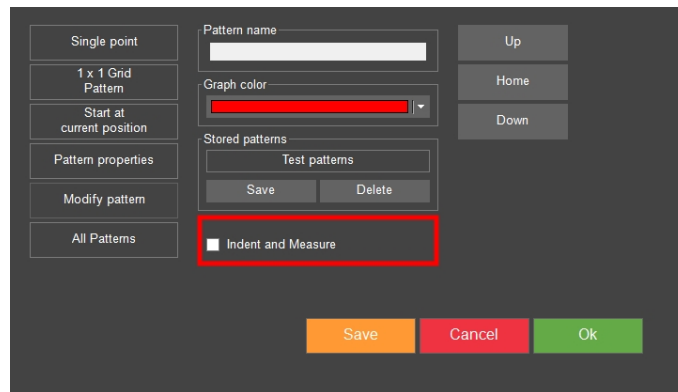 Single point
1 x 1 Grid
Pattern
Start at
current position
Pattern properties
Modify pattem
All Patterns
Pattern name
Graph color
Stored patterns
Test patterns
Save
Delete
Indent and Measure
Up
Home
Down
Save
Cancel
Ok